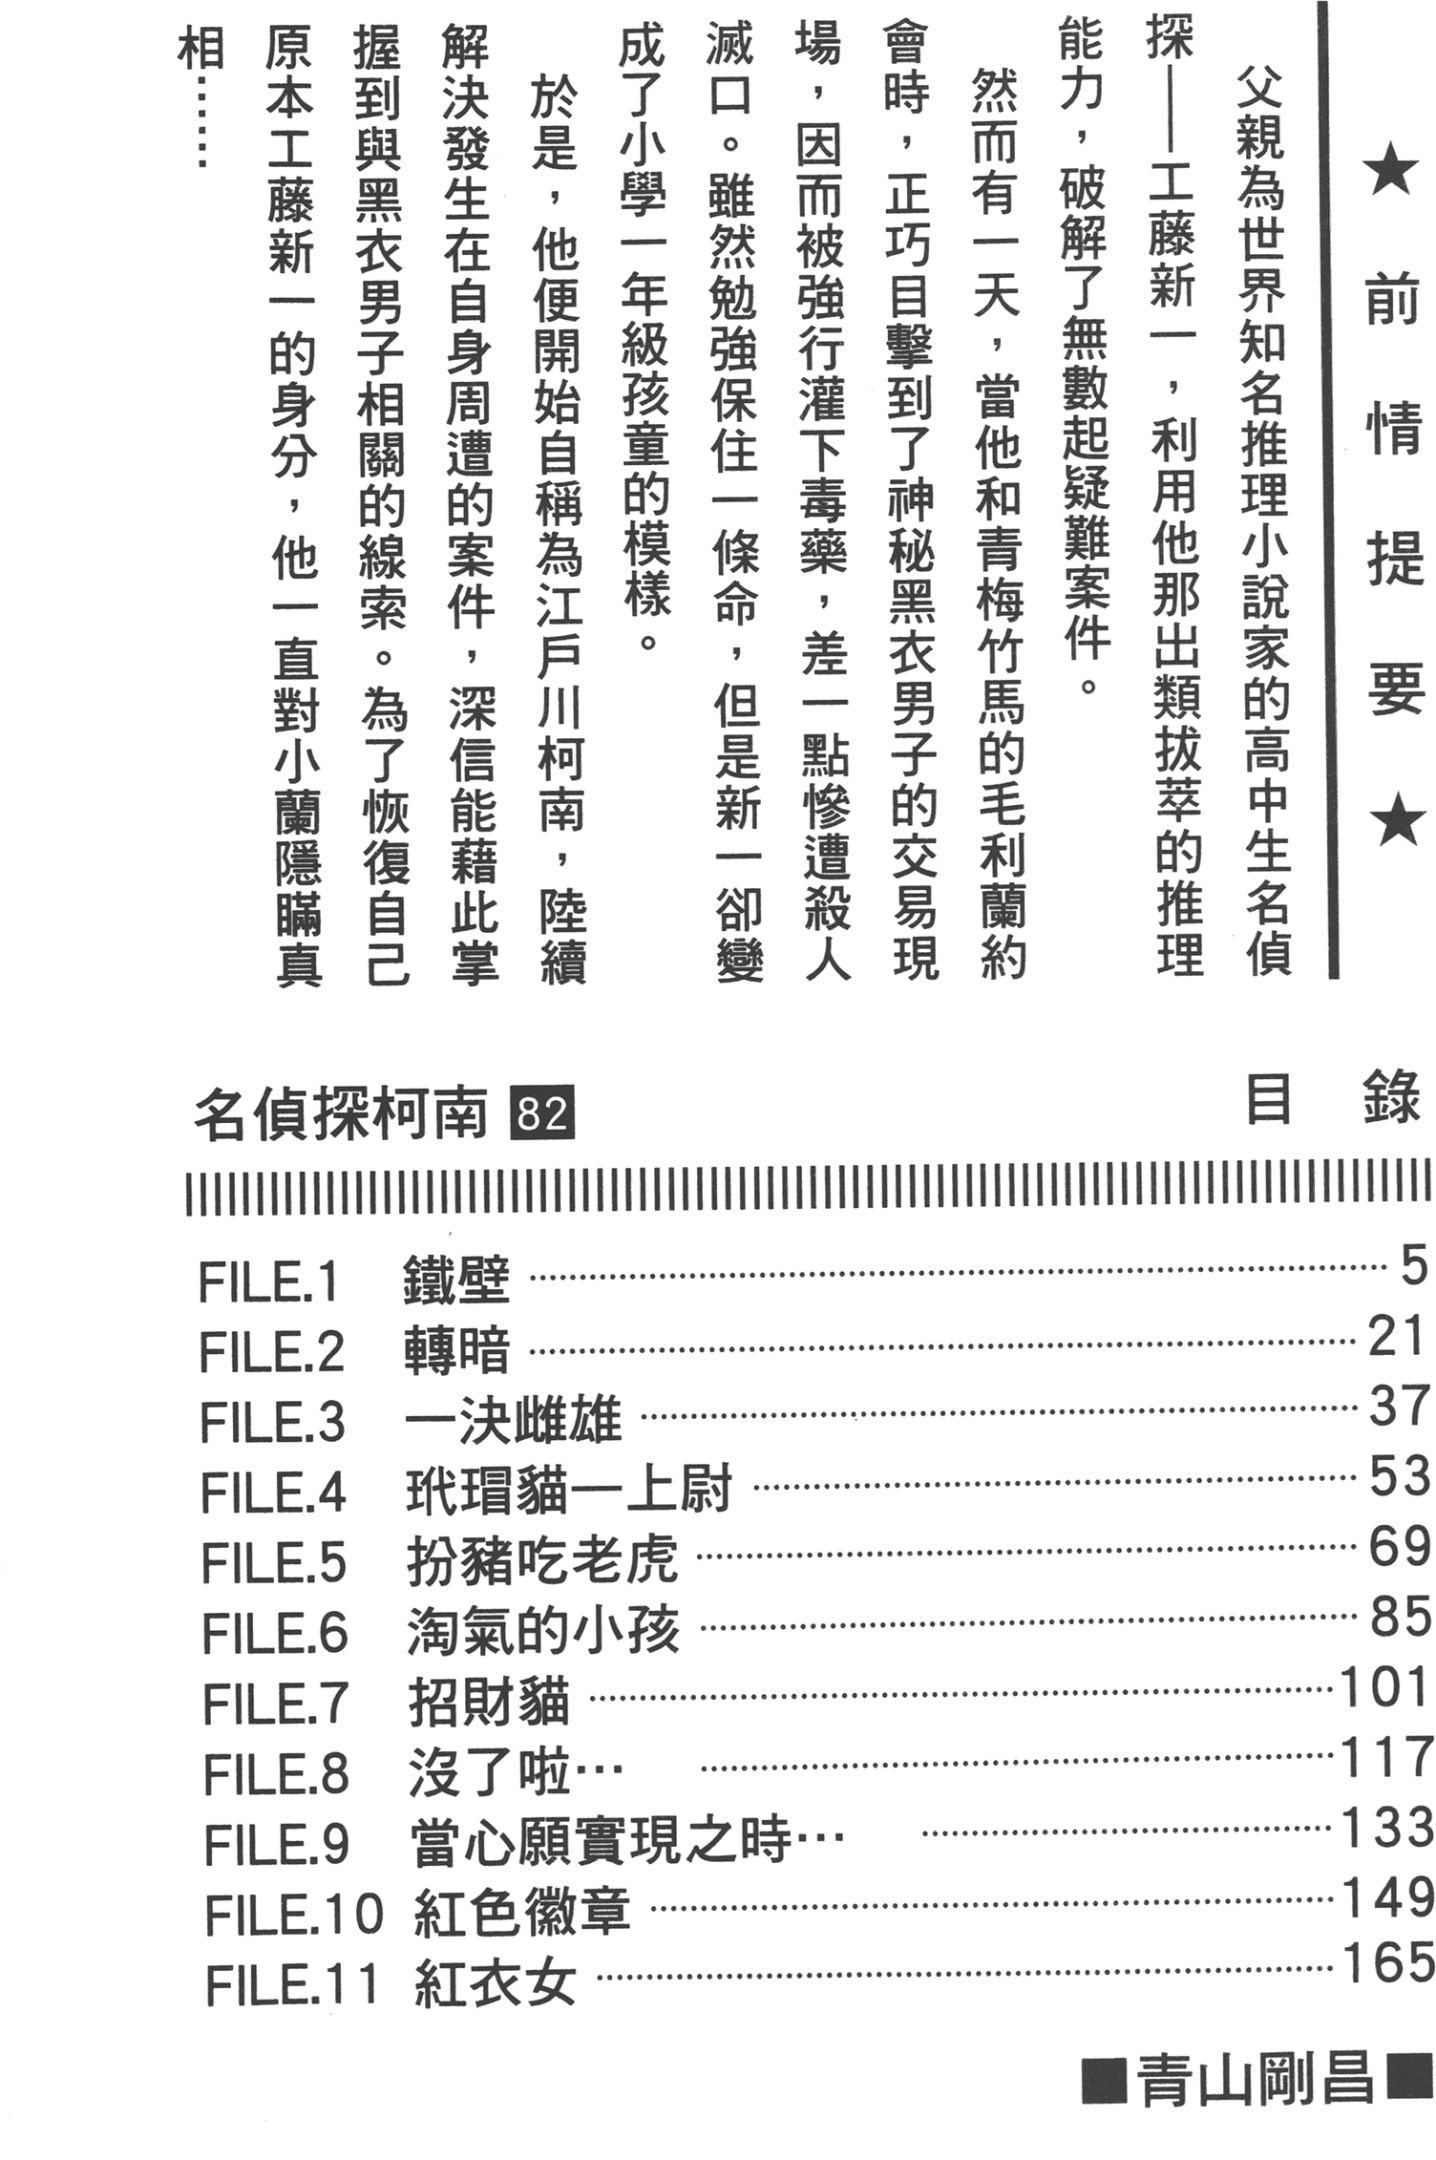 ★前情提要★
父親為世界知名推理小說家的高中生名偵
探——工藤新一，利用他那出類拔萃的推理
能力，破解了無數起疑難案件。
然而有一天，當他和青梅竹馬的毛利蘭約
會時，正巧目擊到了神秘黑衣男子的交易現
場，因而被強行灌下毒藥，差一點慘遭殺人
滅口。雖然勉強保住一條命，但是新一卻變
成了小學一年級孩童的模樣。
於是，他便開始自稱為江戶川柯南，陸續
解決發生在自身周遭的案件，深信能藉此掌
握到與黑衣男子相關的線索。為了恢復自己
原本工藤新一的身分，他一直對小蘭隱瞞真
相……
名偵探柯南 82 目 錄
FILE.1 鐵壁 5
FILE.2 轉暗 21
FILE.3 一決雌雄 37
FILE.4 玳瑁貓—上尉 53
FILE.5 扮豬吃老虎 69
FILE.6 淘氣的小孩 85
FILE.7 招財貓 101
FILE.8 沒了啦… 117
FILE.9 當心願實現之時… 133
FILE.10 紅色徽章 149
FILE.11 紅衣女 165
■青山剛昌■